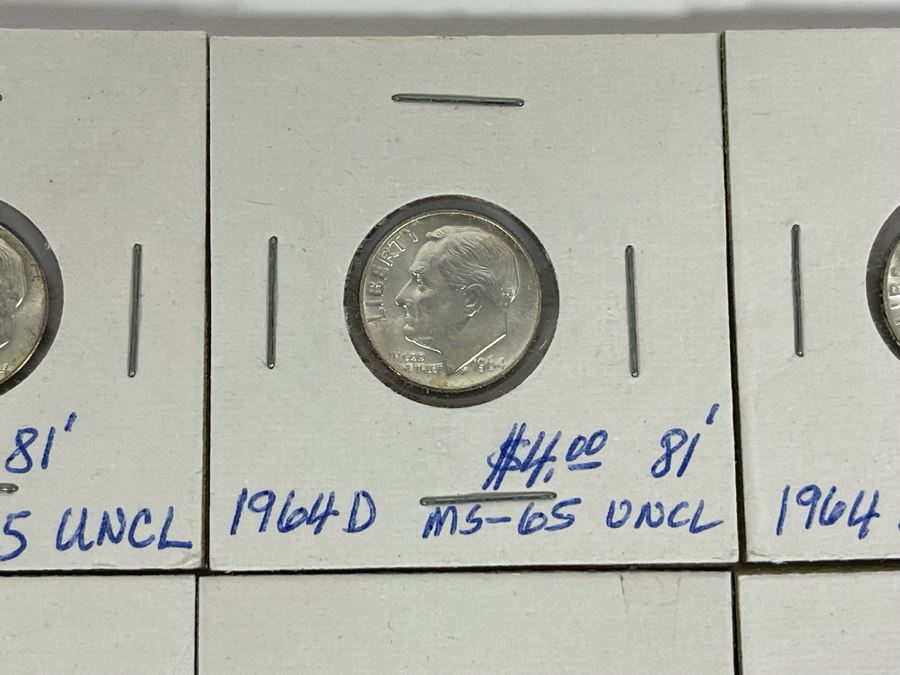 81'
5 UNCL
LIBERTY
IN GOD
WE TRUST
1964
$4.00 81'
1964 D MS-65 UNCL
1964